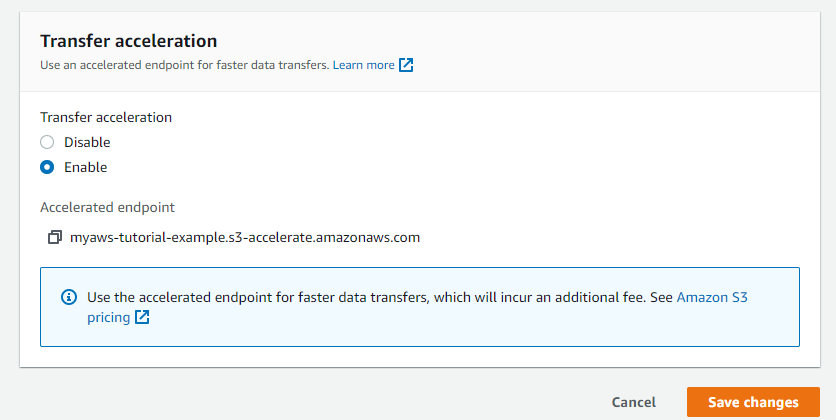 Transfer acceleration
Use an accelerated endpoint for faster data transfers. Learn more
Transfer acceleration
Disable
Enable
Accelerated endpoint
myaws-tutorial-example.s3-accelerate.amazonaws.com
Use the accelerated endpoint for faster data transfers, which will incur an additional fee. See Amazon S3
pricing
Cancel Save changes